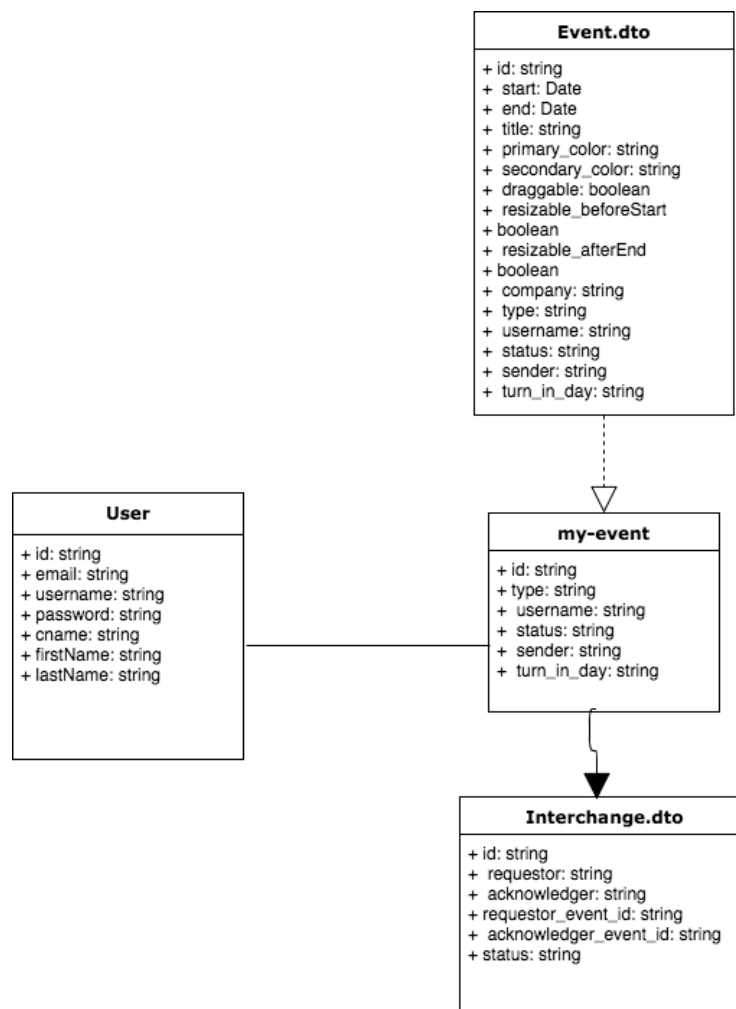 Event.dto
+ id: string
+ start: Date
+ end: Date
+ title: string
+ primary_color: string
+ secondary_color: string
+ draggable: boolean
+ resizable_beforeStart
+ boolean
+ resizable_afterEnd
+ boolean
+ company: string
+ type: string
+ username: string
+ status: string
+ sender: string
+ turn_in_day: string
User
+ id: string
+ email: string
+ username: string
+ password: string
+ cname: string
+ firstName: string
+ lastName: string
my-event
+ id: string
+ type: string
+ username: string
+ status: string
+ sender: string
+ turn_in_day: string
Interchange.dto
+ id: string
+ requestor: string
+ acknowledger: string
+ requestor_event_id: string
+ acknowledger_event_id: string
+ status: string